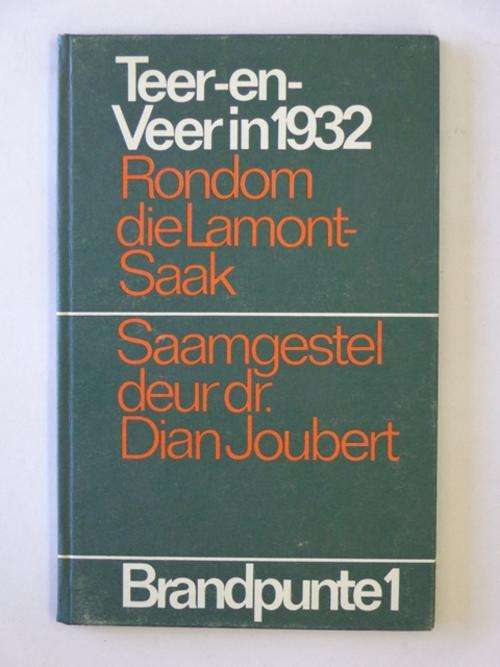 Teer-en-
Veer in 1932
Rondom
die Lamont-
Saak
Saamgestel
deur dr.
Dian Joubert
Brandpunte 1